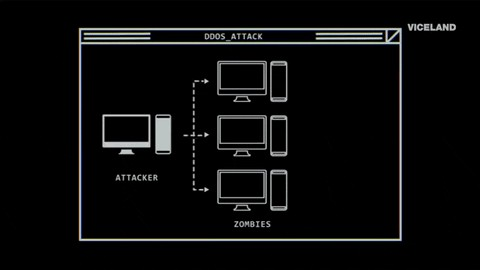 VICELAND
DDOS_ATTACK
ATTACKER
ZOMBIES